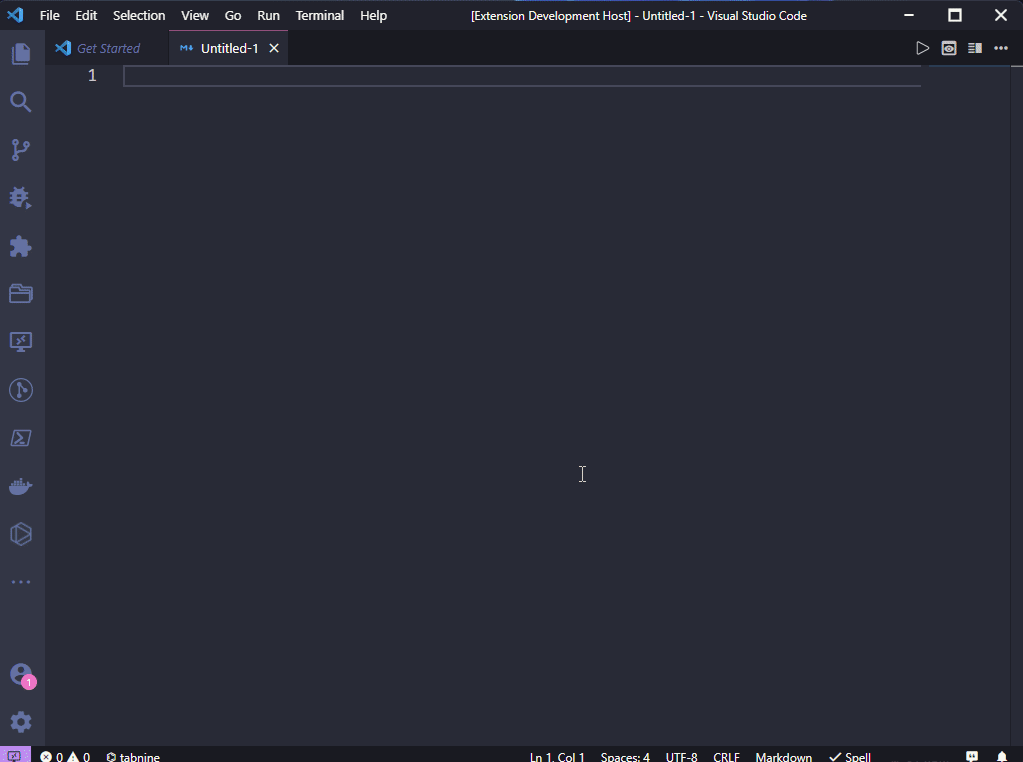 File Edit Selection View Go Run Terminal Help [Extension Development Host] - Untitled-1 - Visual Studio Code
Get Started M↓ Untitled-1
1
1
0 0 tabnine Ln 1, Col 1 Spaces: 4 UTF-8 CRLF Markdown Spell